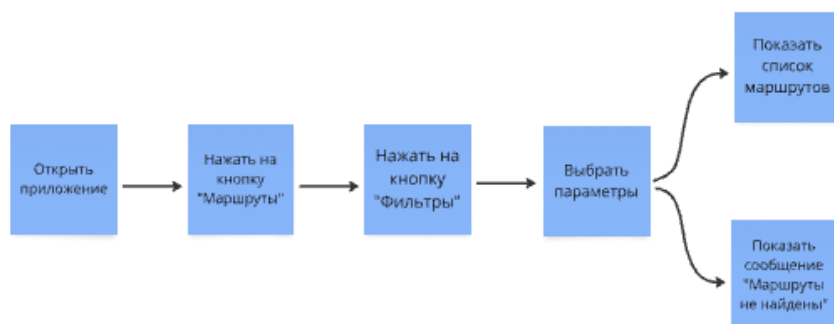 Открыть
приложение
Нажать на
кнопку
"Маршруты"
Нажать на
кнопку
"Фильтры"
Выбрать
параметры
Показать
список
маршрутов
Показать
сообщение
"Маршруты
не найдены"